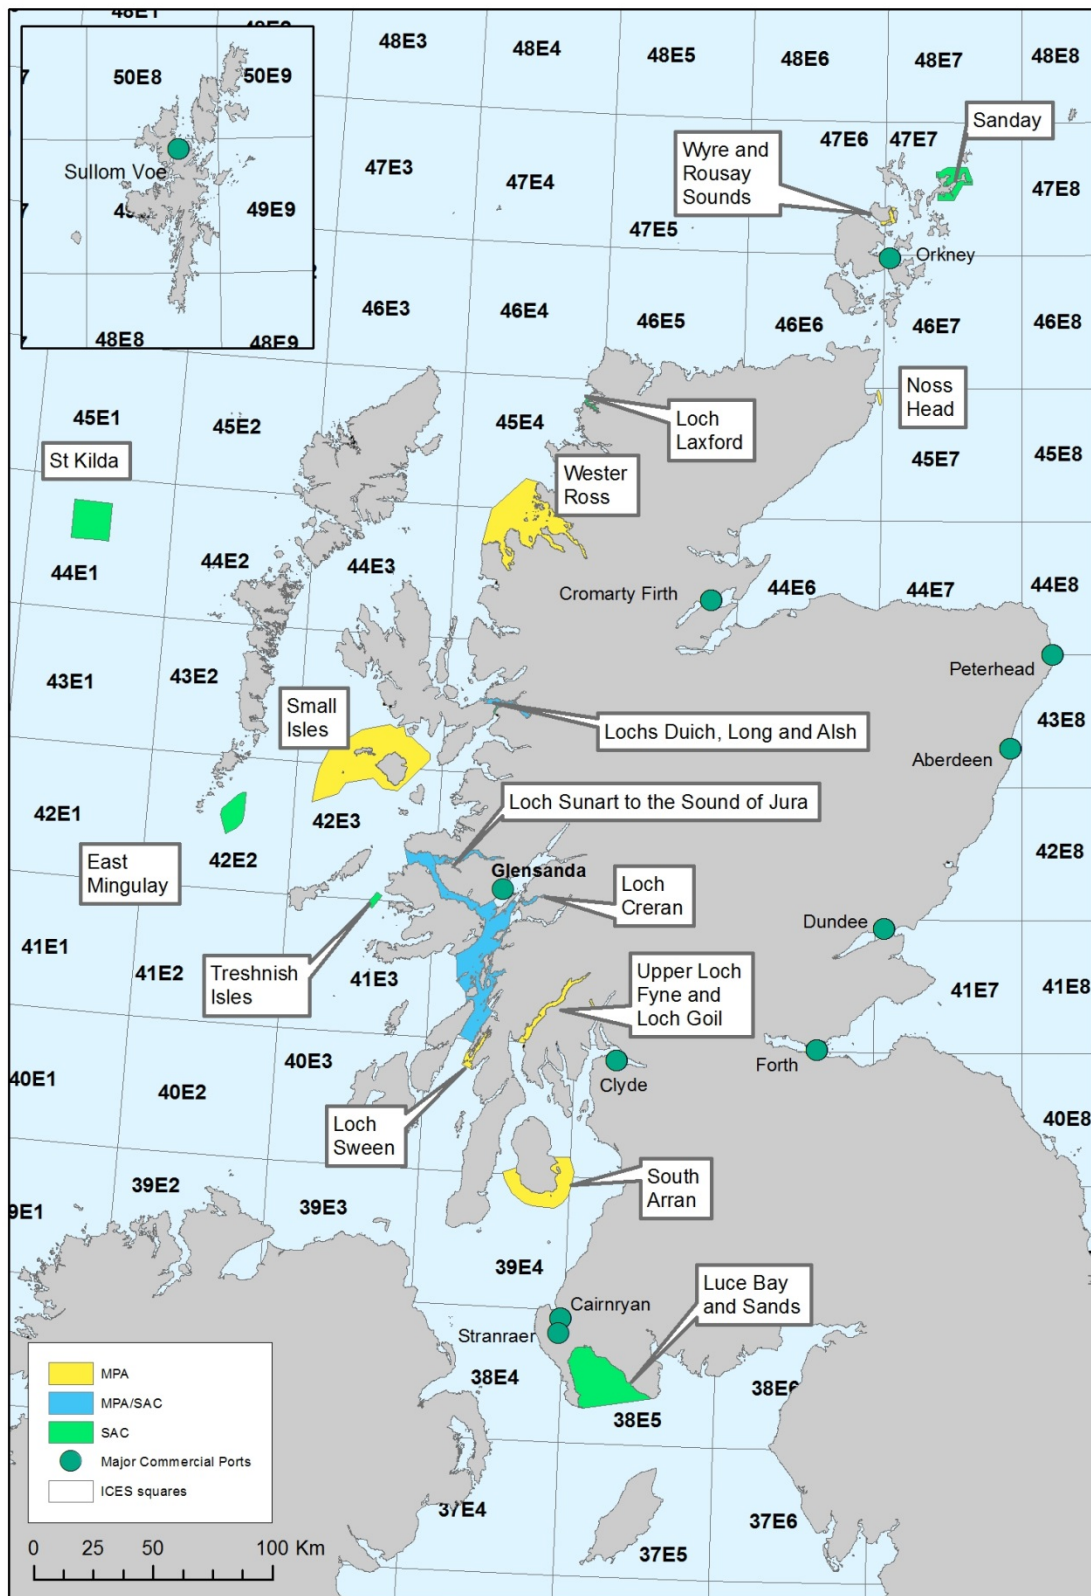 48E1
48E2
48E3
48E4
48E5
48E6
48E7
48E8
50E8
50E9
Sullom Voe
49E9
48E8
48E9
47E3
47E4
47E5
47E6
47E7
47E8
Sanday
Wyre and
Rousay
Sounds
Orkney
46E3
46E4
46E5
46E6
46E7
46E8
45E1
45E2
45E4
Loch
Laxford
Noss
Head
45E7
45E8
St Kilda
Wester
Ross
44E1
44E2
44E3
Cromarty Firth
44E6
44E7
44E8
Peterhead
43E1
43E2
Small
Isles
Lochs Duich, Long and Alsh
43E8
Aberdeen
42E1
42E2
42E3
Loch Sunart to the Sound of Jura
42E8
East
Mingulay
Glensanda
Loch
Creran
Dundee
41E1
41E2
Treshnish
Isles
41E3
Upper Loch
Fyne and
Loch Goil
41E7
41E8
40E1
40E2
40E3
Clyde
Forth
40E8
Loch
Sween
39E2
39E3
South
Arran
9E1
39E4
Cairnryan
Stranraer
Luce Bay
and Sands
38E4
38E5
38E6
37E4
37E5
37E6
MPA
MPA/SAC
SAC
Major Commercial Ports
ICES squares
0 25 50 100 Km